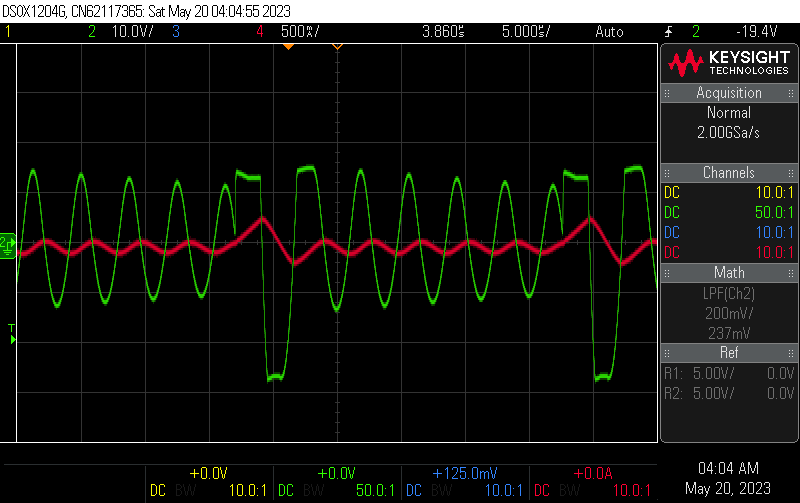 DSOX1204G, CN62117365: Sat May 20 04:04:55 2023
1 2 10.0V/ 3 4 500ᵐ/ 3.860ms 5.000s/ Auto 2 -19.4V
KEYSIGHT
TECHNOLOGIES
Acquisition
Normal
2.00GSa/s
Channels
DC 10.0:1
DC 50.0:1
DC 10.0:1
DC 10.0:1
Math
LPF(Ch2)
200mV/
237mV
Ref
R1: 5.00V/ 0.0V
R2: 5.00V/ 0.0V
2
T
+0.0V +0.0V +125.0mV +0.0A
DC BW 10.0:1 DC BW 50.0:1 DC BW 10.0:1 DC BW 10.0:1
04:04 AM
May 20, 2023